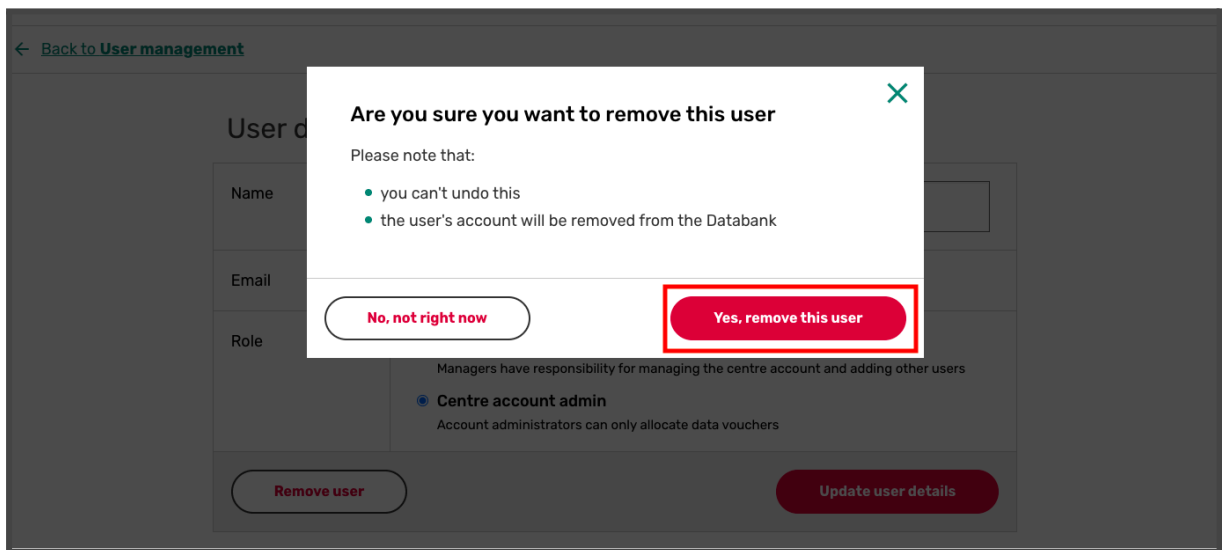 ← Back to User management
Are you sure you want to remove this user
User d
Please note that:
Name
you can't undo this
the user's account will be removed from the Databank
Email
No, not right now
Yes, remove this user
Role
Managers have responsibility for managing the centre account and adding other users
Centre account admin
Account administrators can only allocate data vouchers
Remove user
Update user details